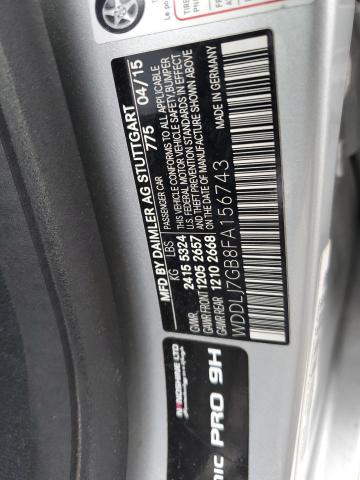 MFD BY DAIMLER AG STUTTGART
775 04/15
PASSENGER CAR
THIS VEHICLE CONFORMS TO ALL APPLICABLE
U.S. FEDERAL MOTOR VEHICLE SAFETY, BUMPER
AND THEFT PREVENTION STANDARDS IN EFFECT
ON THE DATE OF MANUFACTURE SHOWN ABOVE
MADE IN GERMANY
KG LBS
GVWR 2415 5324
GAWR FRONT 1205 2657
GAWR REAR 1210 2668
WDDLJ7GB8FA156743
PRO 9H